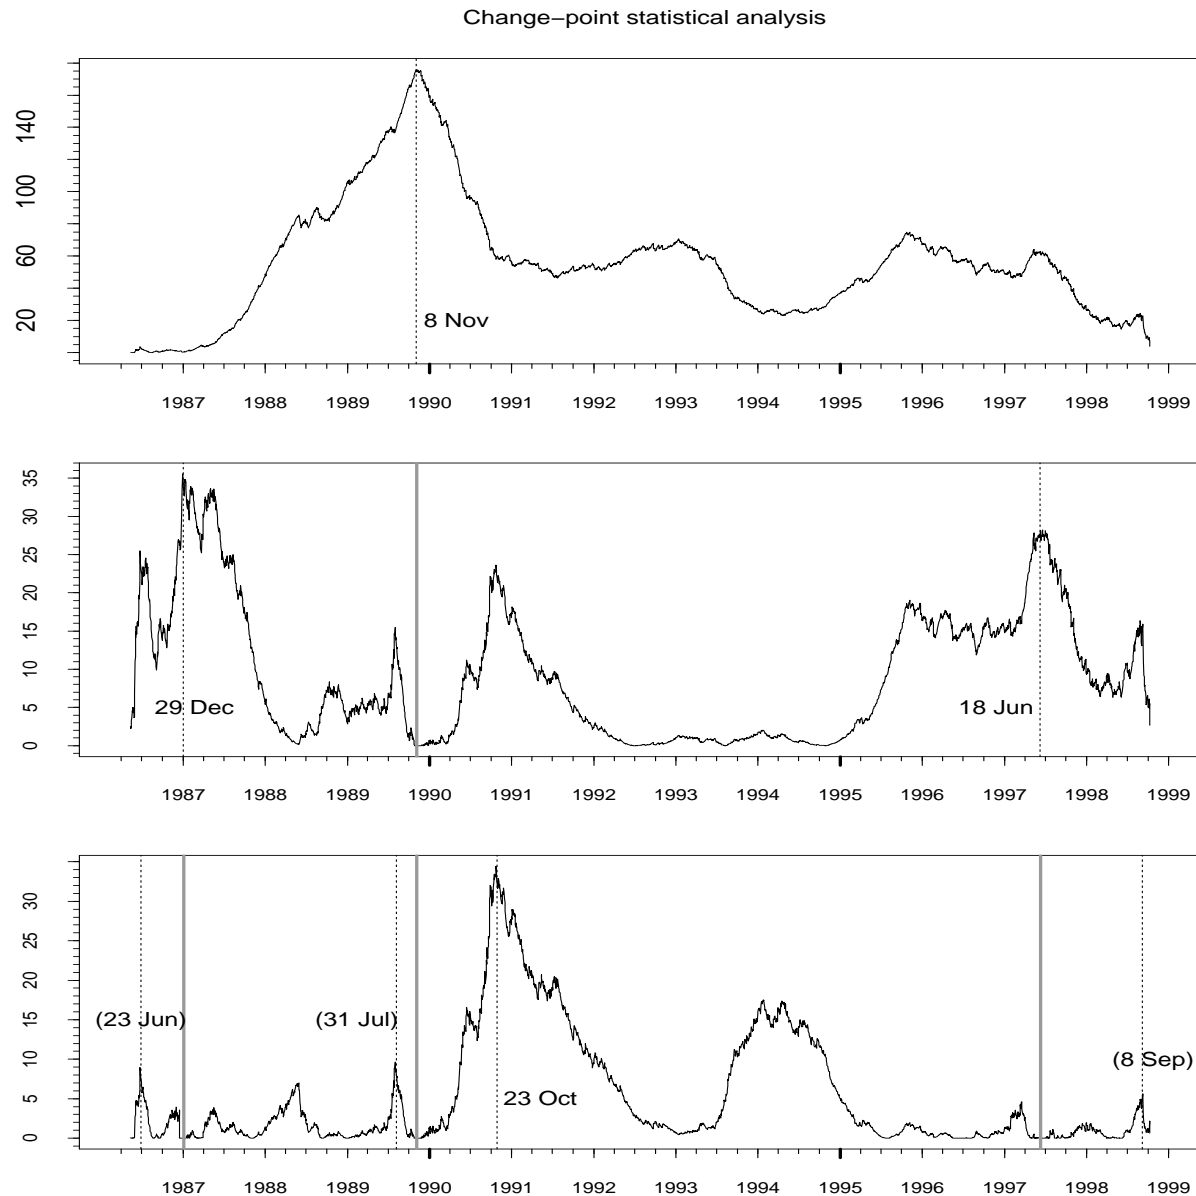 Change−point statistical analysis
140
100
60
20
8 Nov
1987 1988 1989 1990 1991 1992 1993 1994 1995 1996 1997 1998 1999
35
30
25
20
15
10
5
0
29 Dec 18 Jun
1987 1988 1989 1990 1991 1992 1993 1994 1995 1996 1997 1998 1999
30
25
20
15
10
5
0
(23 Jun) (31 Jul)
(8 Sep)
23 Oct
1987 1988 1989 1990 1991 1992 1993 1994 1995 1996 1997 1998 1999